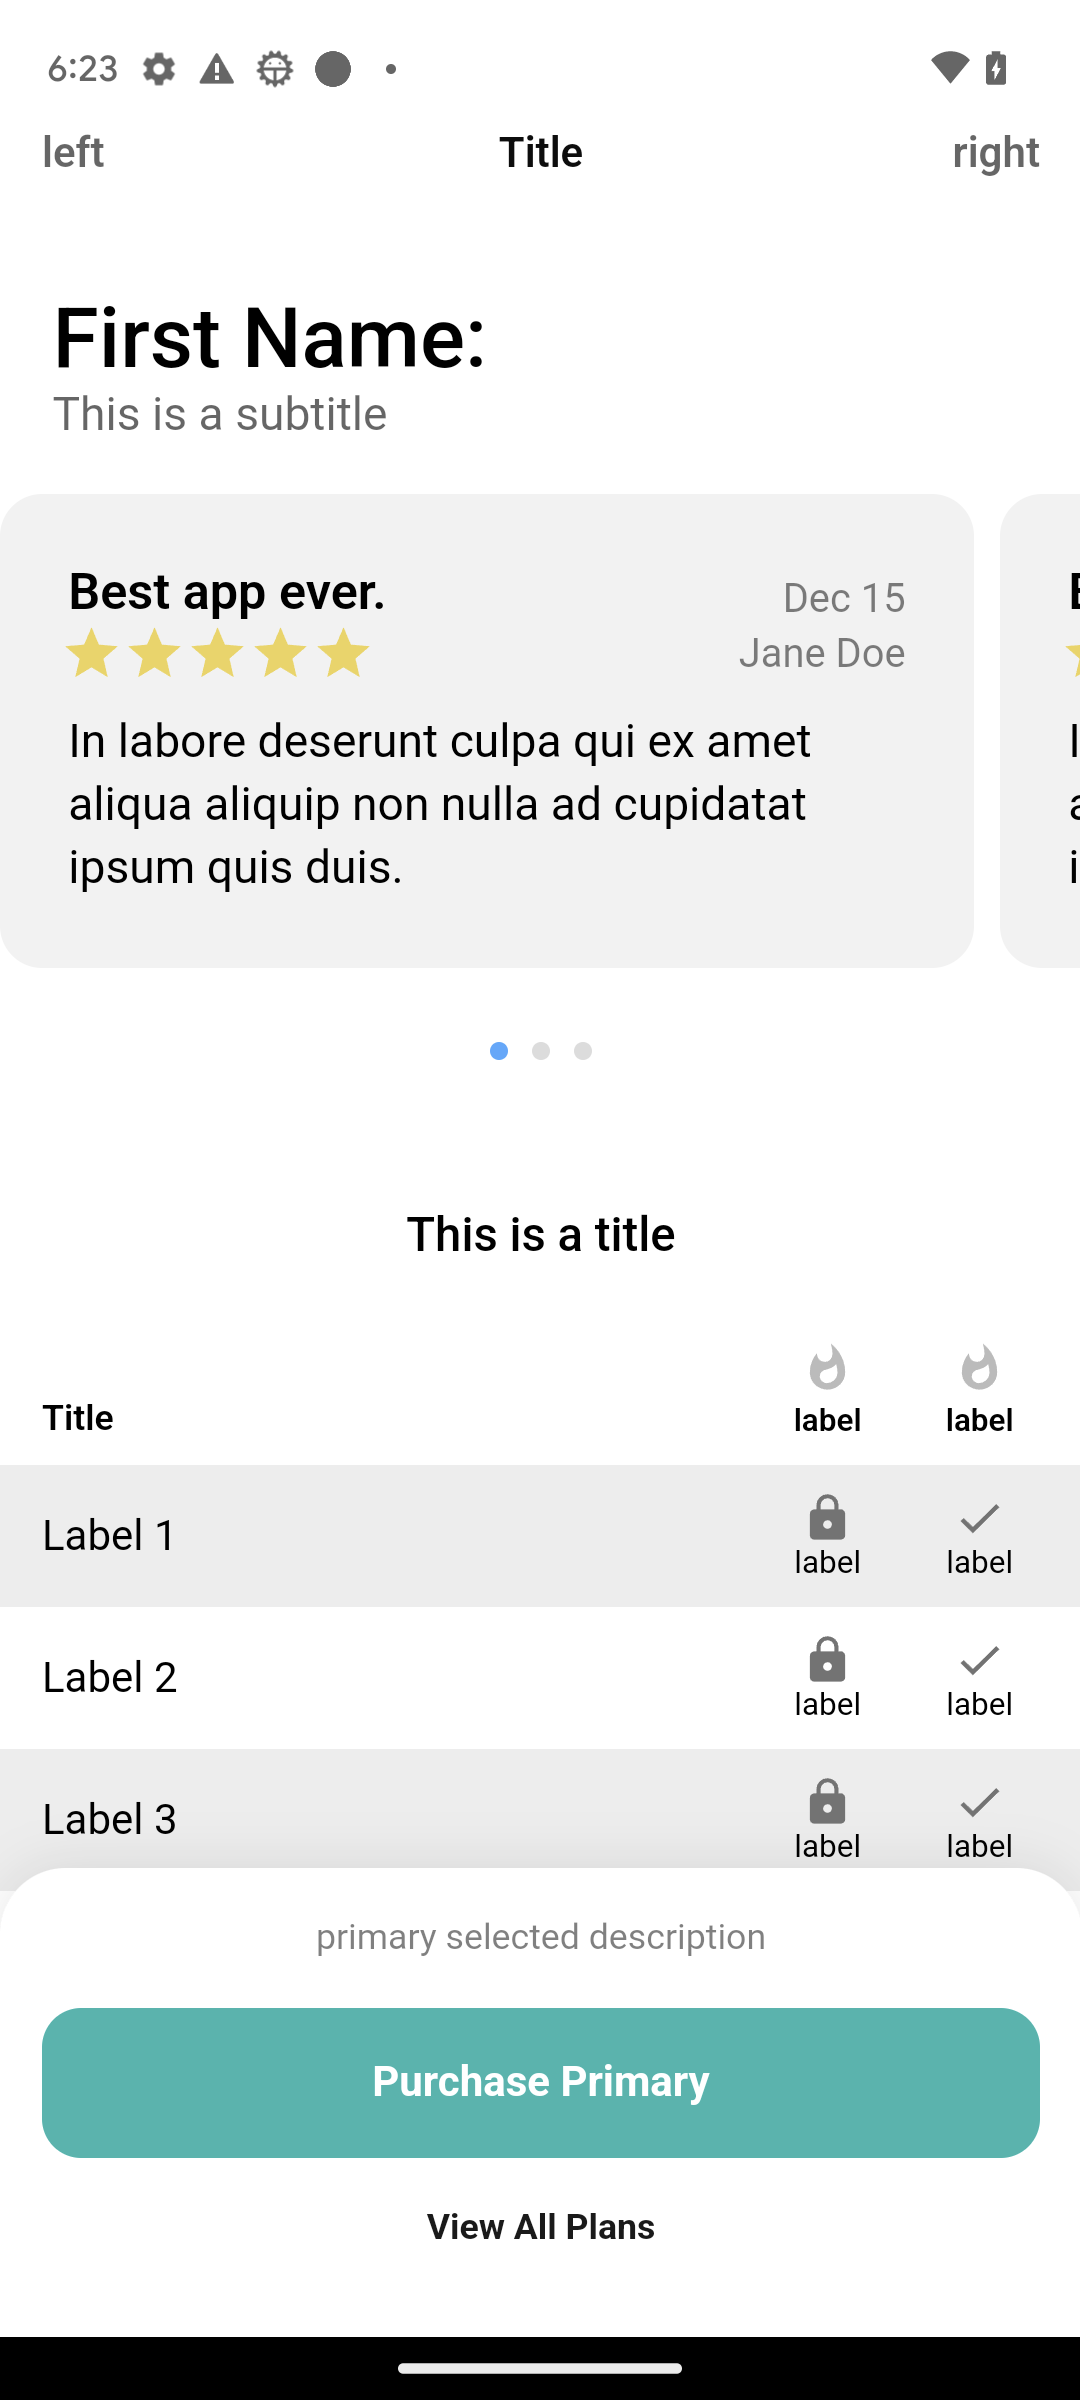 6:23
left Title right
First Name:
This is a subtitle
Best app ever.
Dec 15
Jane Doe
In labore deserunt culpa qui ex amet
aliqua aliquip non nulla ad cupidatat
ipsum quis duis.
This is a title
Title label label
Label 1 label label
Label 2 label label
Label 3 label label
primary selected description
Purchase Primary
View All Plans